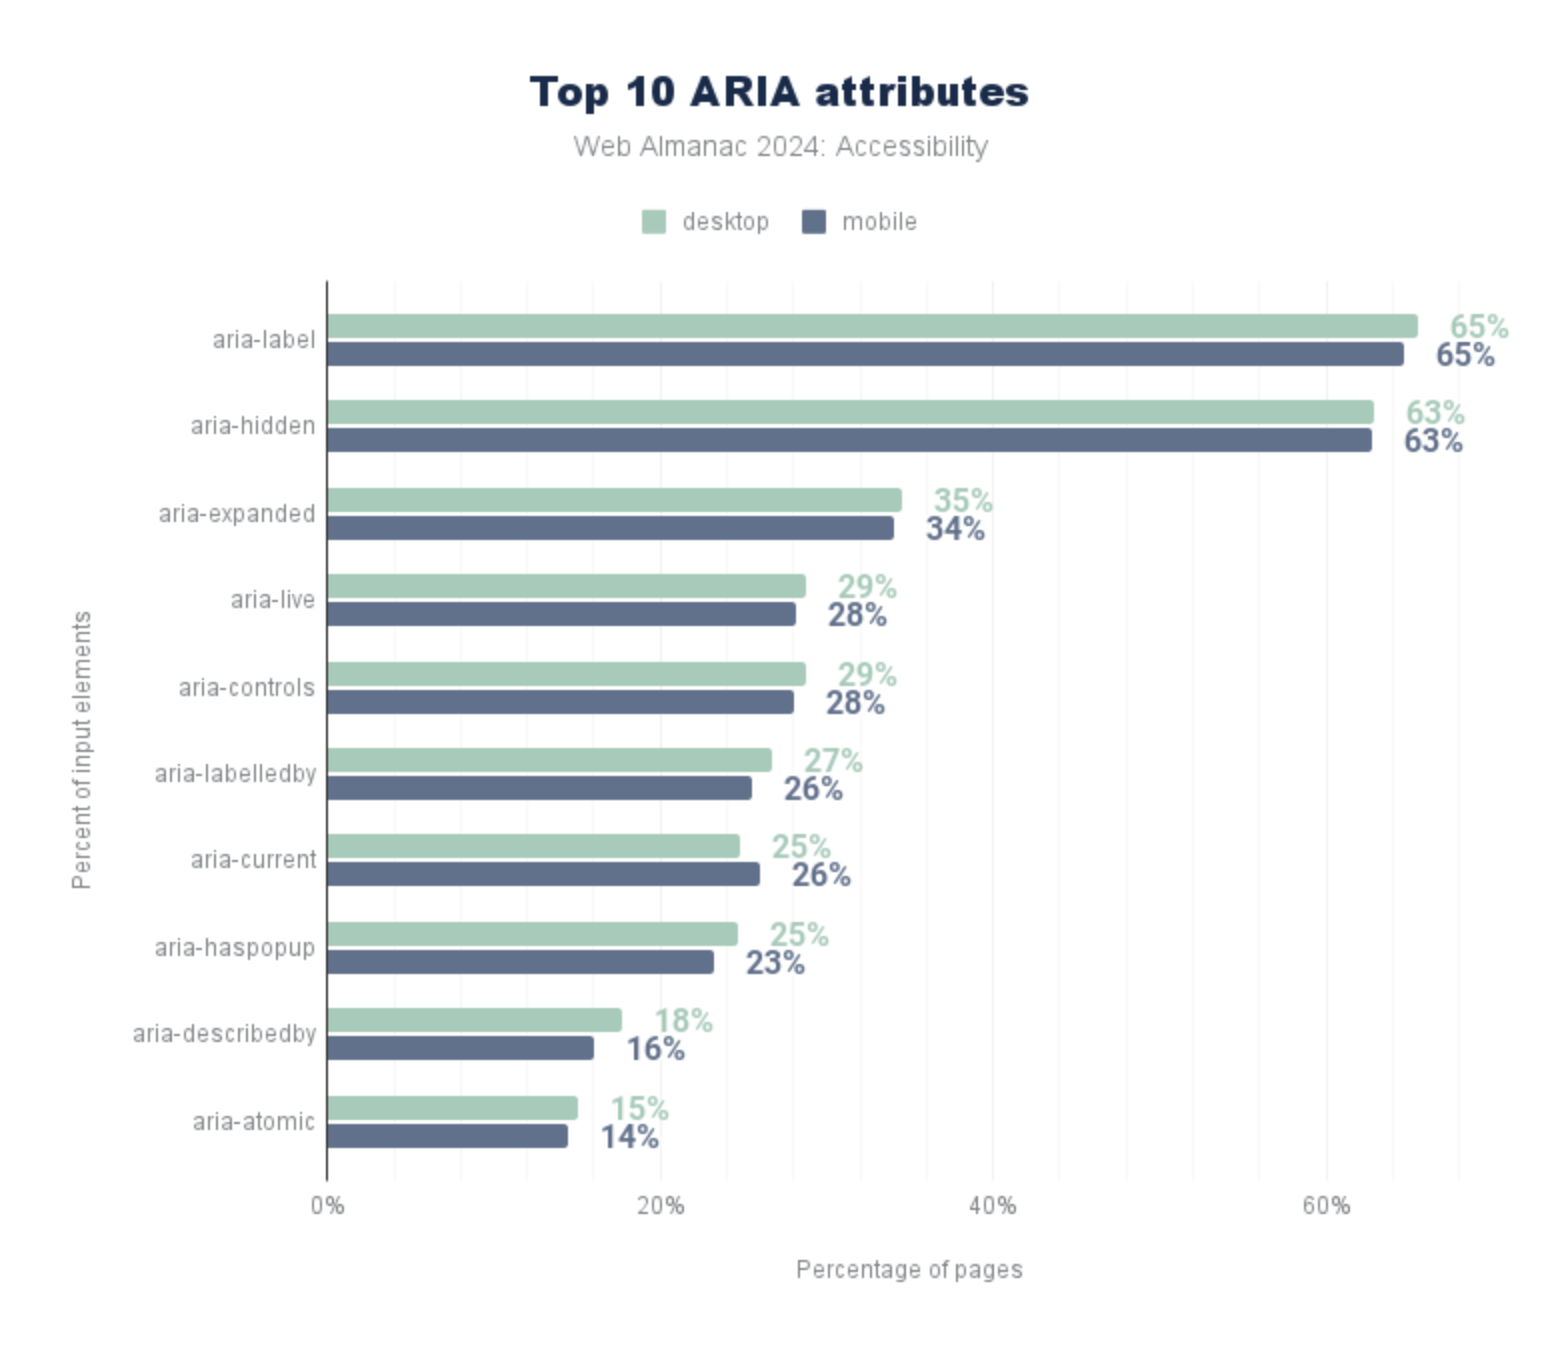 Top 10 ARIA attributes
Web Almanac 2024: Accessibility
desktop mobile
Percent of input elements
aria-label 65%
65%
aria-hidden 63%
63%
aria-expanded 35%
34%
aria-live 29%
28%
aria-controls 29%
28%
aria-labelledby 27%
26%
aria-current 25%
26%
aria-haspopup 25%
23%
aria-describedby 18%
16%
aria-atomic 15%
14%
0% 20% 40% 60%
Percentage of pages